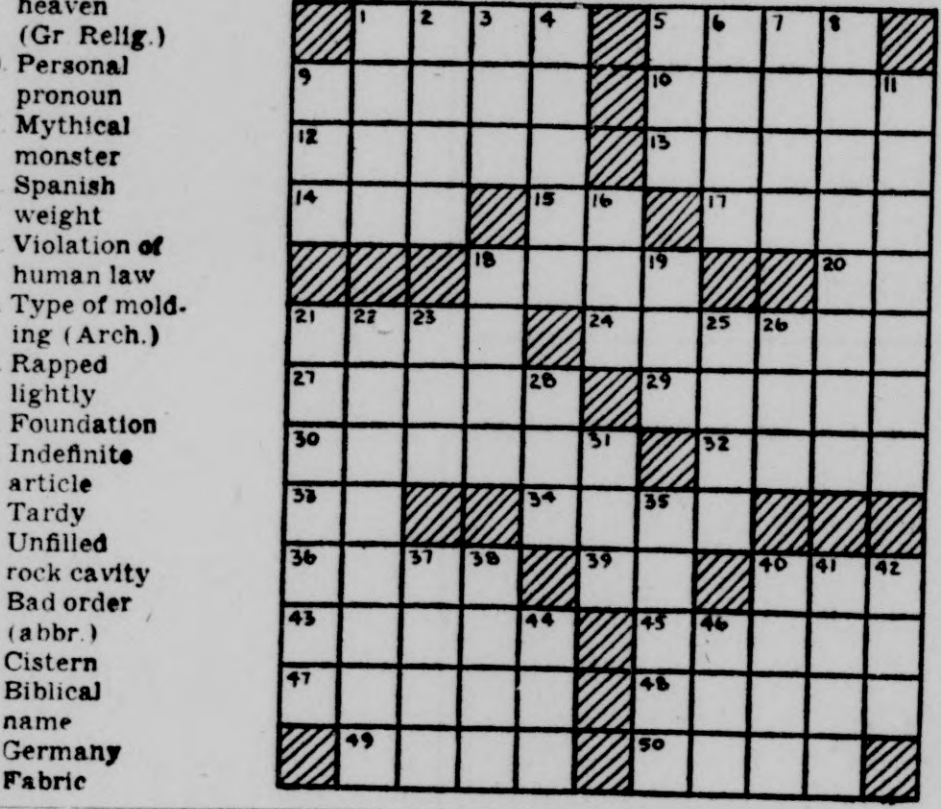 heaven
(Gr Relig.)
Personal
pronoun
Mythical
monster
Spanish
weight
Violation of
human law
Type of mold-
ing (Arch.)
Rapped
lightly
Foundation
Indefinite
article
Tardy
Unfilled
rock cavity
Bad order
(abbr.)
Cistern
Biblical
name
Germany
Fabric
1 2 3 4 5 6 7 8
9 10 11
12 13
14 15 16 17
18 19 20
21 22 23 24 25 26
27 28 29
30 31 32
33 34 35
36 37 38 39 40 41 42
43 44 45 46
47 48
49 50